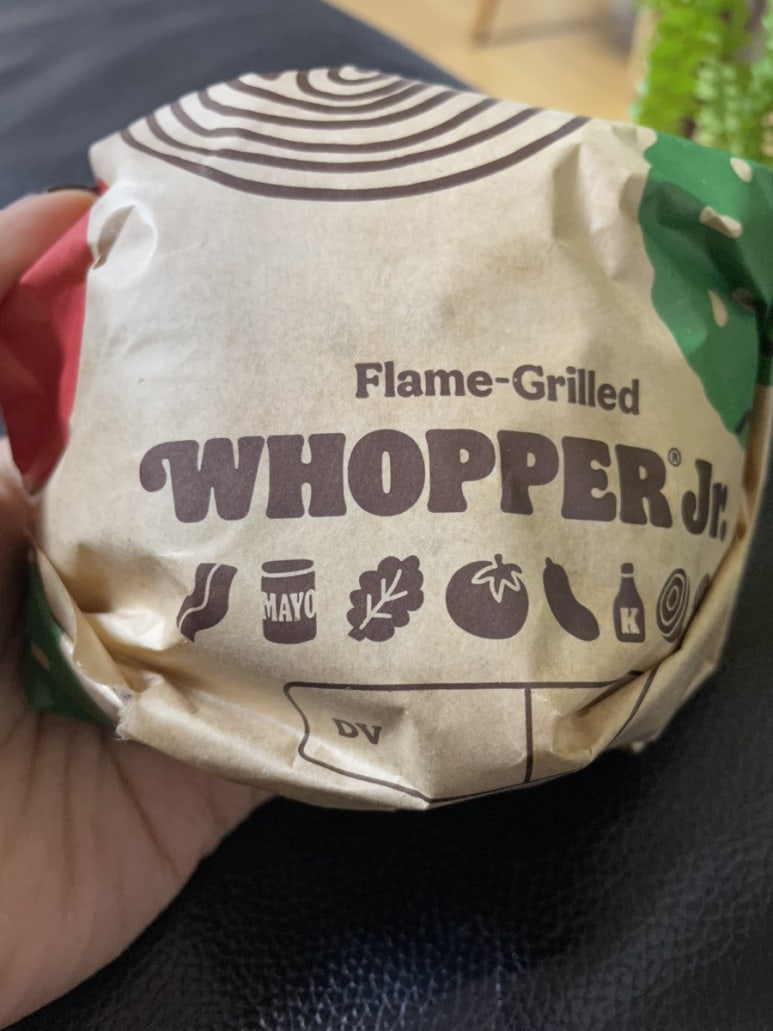 Flame-Grilled
WHOPPER® Jr.
MAYO
K
DV